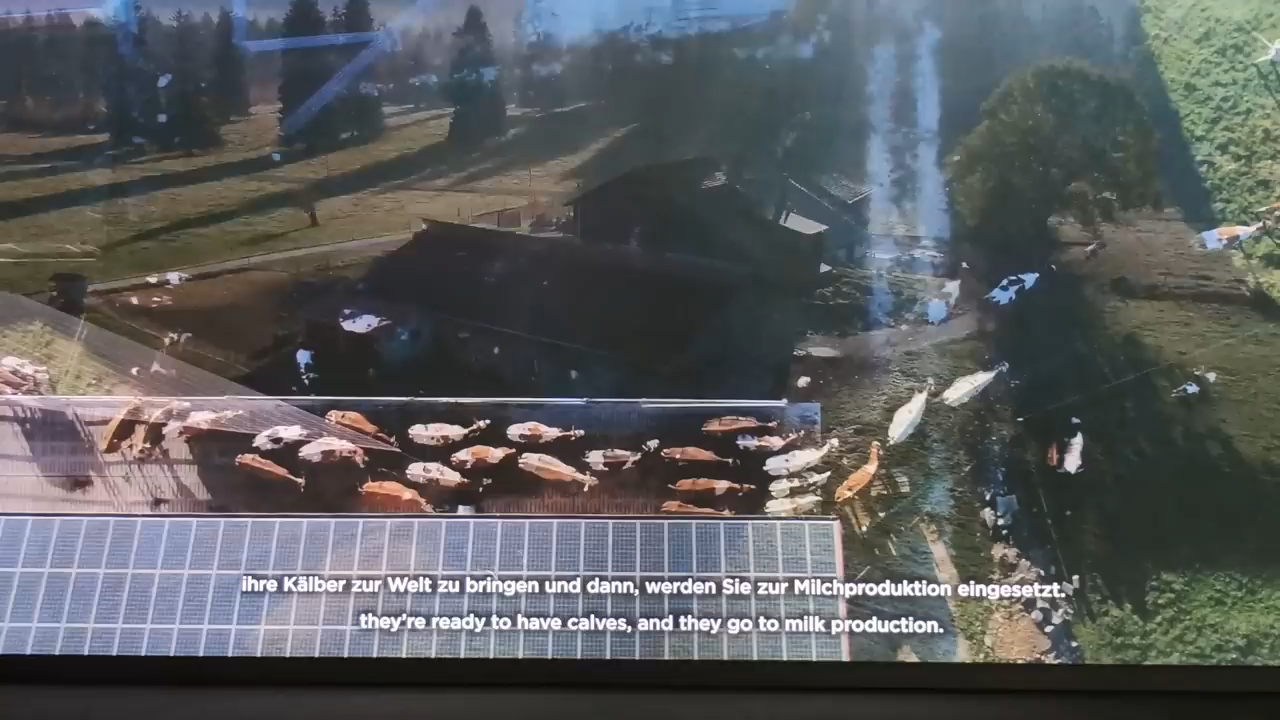 ihre Kälber zur Welt zu bringen und dann, werden Sie zur Milchproduktion eingesetzt.
they're ready to have calves, and they go to milk production.